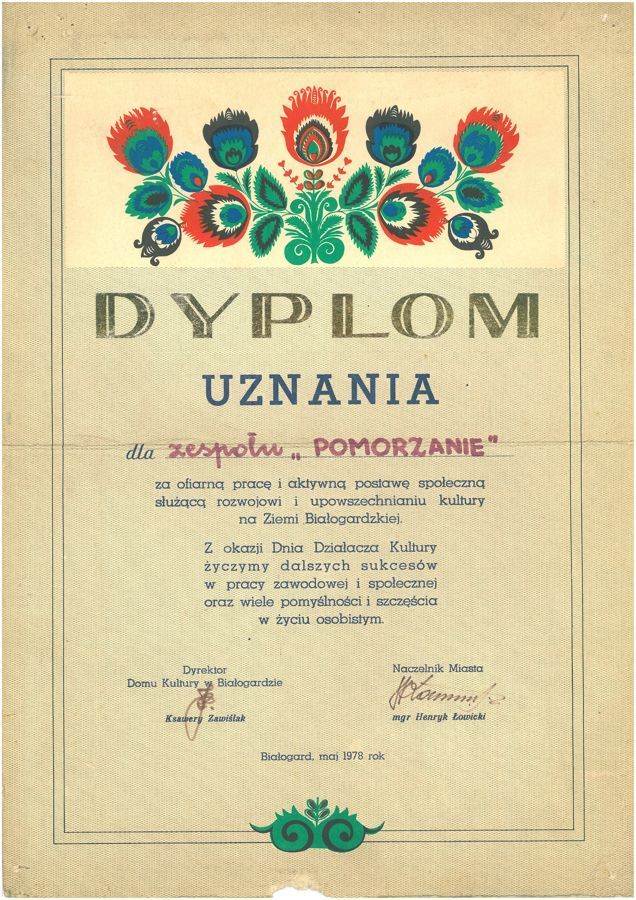 DYPLOM
UZNANIA
dla zespołu „POMORZANIE"
za ofiarną pracę i aktywną postawę społeczną
służącą rozwojowi i upowszechnianiu kultury
na Ziemi Białogardzkiej.
Z okazji Dnia Działacza Kultury
życzymy dalszych sukcesów
w pracy zawodowej i społecznej
oraz wiele pomyślności i szczęścia
w życiu osobistym.
Dyrektor
Domu Kultury w Białogardzie
Ksawery Zawiślak
Naczelnik Miasta
mgr Henryk Łowicki
Białogard, maj 1978 rok